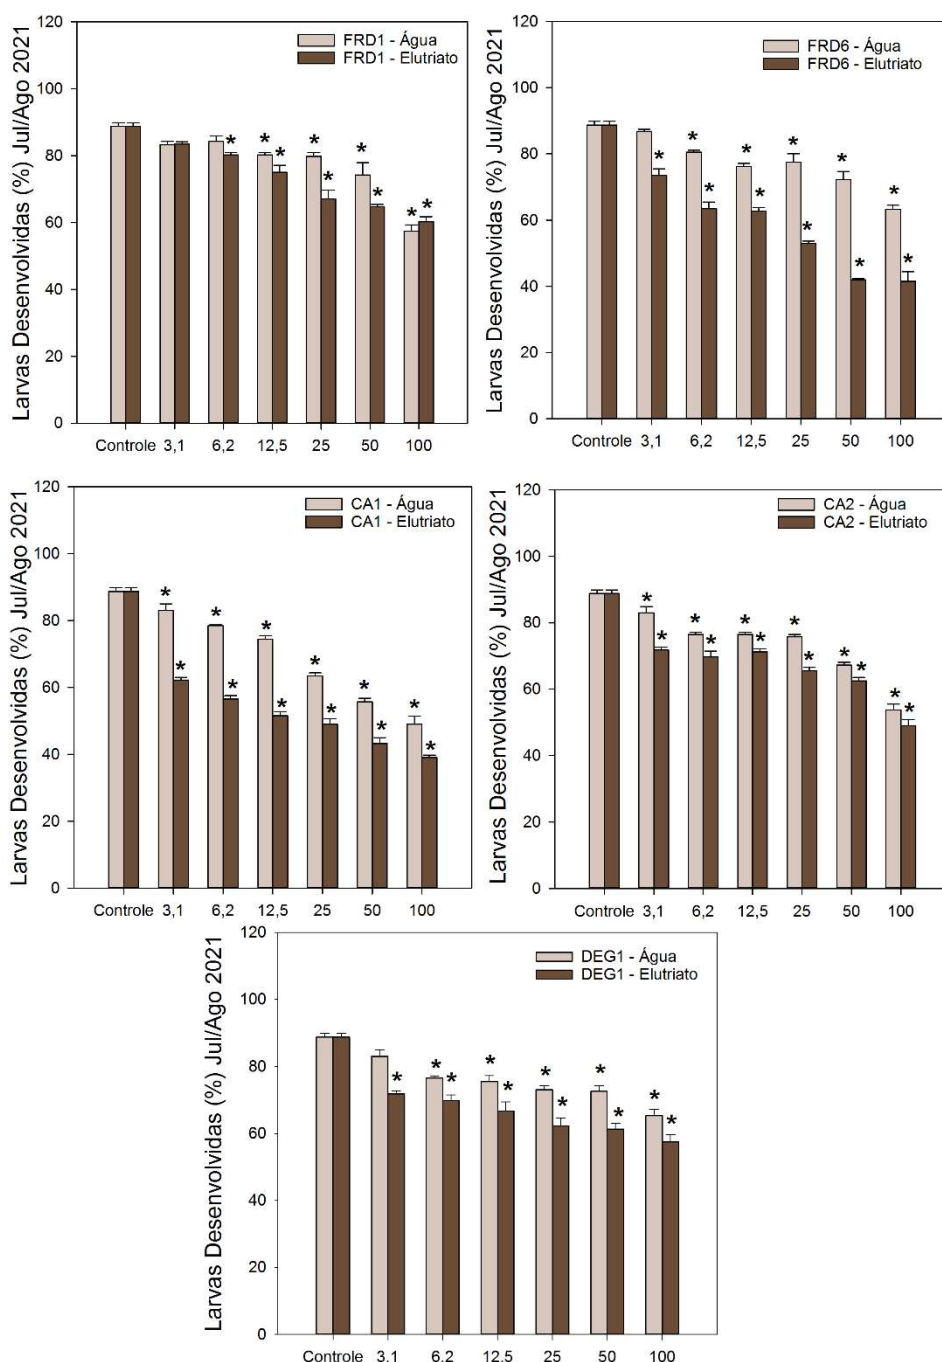 Larvas Desenvolvidas (%) Jul/Ago 2021
120
100
80
60
40
20
0
FRD1 - Água
FRD1 - Elutriato
* * * * * * * * * *
Controle 3,1 6,2 12,5 25 50 100
Larvas Desenvolvidas (%) Jul/Ago 2021
120
100
80
60
40
20
0
FRD6 - Água
FRD6 - Elutriato
* * * * * * * * * * *
Controle 3,1 6,2 12,5 25 50 100
Larvas Desenvolvidas (%) Jul/Ago 2021
120
100
80
60
40
20
0
CA1 - Água
CA1 - Elutriato
* * * * * * * * * * * *
Controle 3,1 6,2 12,5 25 50 100
Larvas Desenvolvidas (%) Jul/Ago 2021
120
100
80
60
40
20
0
CA2 - Água
CA2 - Elutriato
* * * * * * * * * * * *
Controle 3,1 6,2 12,5 25 50 100
Larvas Desenvolvidas (%) Jul/Ago 2021
120
100
80
60
40
20
0
DEG1 - Água
DEG1 - Elutriato
* * * * * * * * * * *
Controle 3,1 6,2 12,5 25 50 100